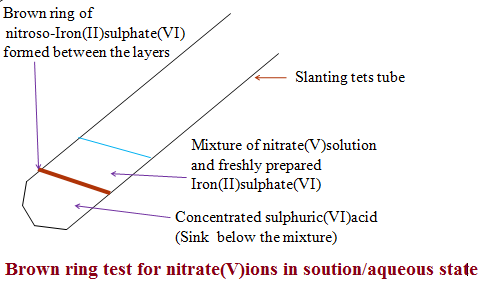 Brown ring of
nitroso-Iron(II)sulphate(VI)
formed between the layers
Slanting tets tube
Mixture of nitrate(V)solution
and freshly prepared
Iron(II)sulphate(VI)
Concentrated sulphuric(VI)acid
(Sink below the mixture)
Brown ring test for nitrate(V)ions in soution/aqueous state